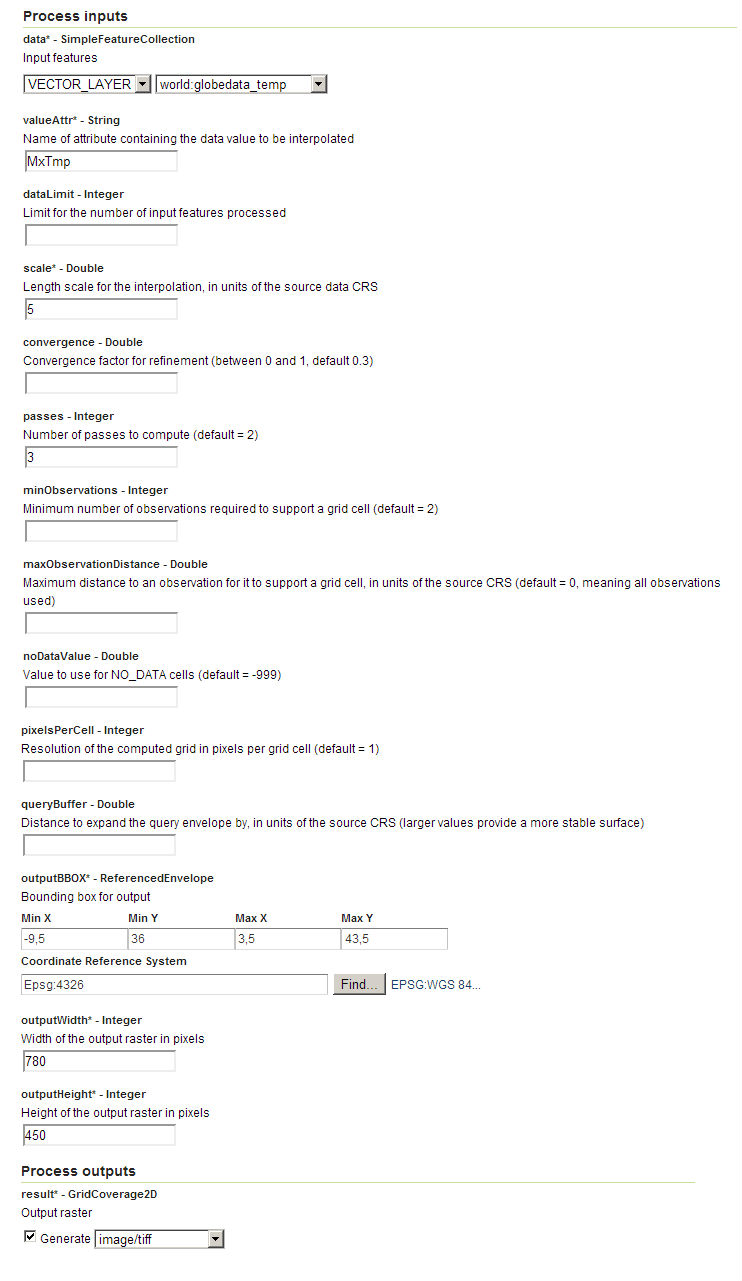 Process inputs
data* - SimpleFeatureCollection
Input features
VECTOR_LAYER world:globedata_temp
valueAttr* - String
Name of attribute containing the data value to be interpolated
MxTmp
dataLimit - Integer
Limit for the number of input features processed
scale* - Double
Length scale for the interpolation, in units of the source data CRS
5
convergence - Double
Convergence factor for refinement (between 0 and 1, default 0.3)
passes - Integer
Number of passes to compute (default = 2)
3
minObservations - Integer
Minimum number of observations required to support a grid cell (default = 2)
maxObservationDistance - Double
Maximum distance to an observation for it to support a grid cell, in units of the source CRS (default = 0, meaning all observations
used)
noDataValue - Double
Value to use for NO_DATA cells (default = -999)
pixelsPerCell - Integer
Resolution of the computed grid in pixels per grid cell (default = 1)
queryBuffer - Double
Distance to expand the query envelope by, in units of the source CRS (larger values provide a more stable surface)
outputBBOX* - ReferencedEnvelope
Bounding box for output
Min X Min Y Max X Max Y
-9,5 36 3,5 43,5
Coordinate Reference System
Epsg:4326 Find... EPSG:WGS 84...
outputWidth* - Integer
Width of the output raster in pixels
780
outputHeight* - Integer
Height of the output raster in pixels
450
Process outputs
result* - GridCoverage2D
Output raster
Generate image/tiff